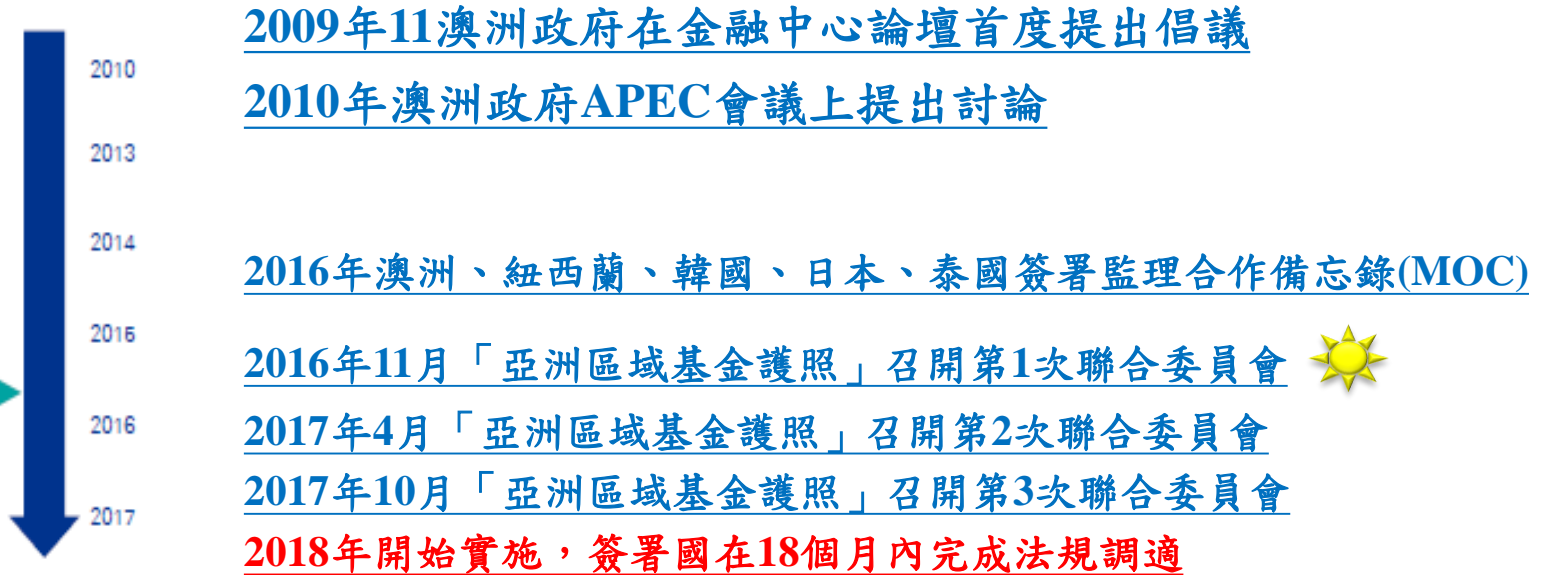 2009年11澳洲政府在金融中心論壇首度提出倡議
2010
2010年澳洲政府APEC會議上提出討論
2013
2014
2016年澳洲、紐西蘭、韓國、日本、泰國簽署監理合作備忘錄(MOC)
2015
2016年11月「亞洲區域基金護照」召開第1次聯合委員會
2016
2017年4月「亞洲區域基金護照」召開第2次聯合委員會
2017年10月「亞洲區域基金護照」召開第3次聯合委員會
2017
2018年開始實施，簽署國在18個月內完成法規調適